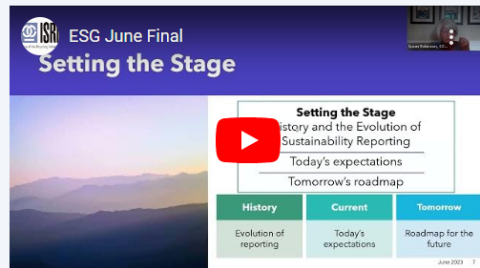 ISRI
ESG June Final
Setting the Stage
Setting the Stage
istory and the Evolution of
Sustainability Reporting
Today's expectations
Tomorrow's roadmap
History
Current
Tomorrow
Evolution of
reporting
Today's
expectations
Roadmap for the
future
June 2023 7